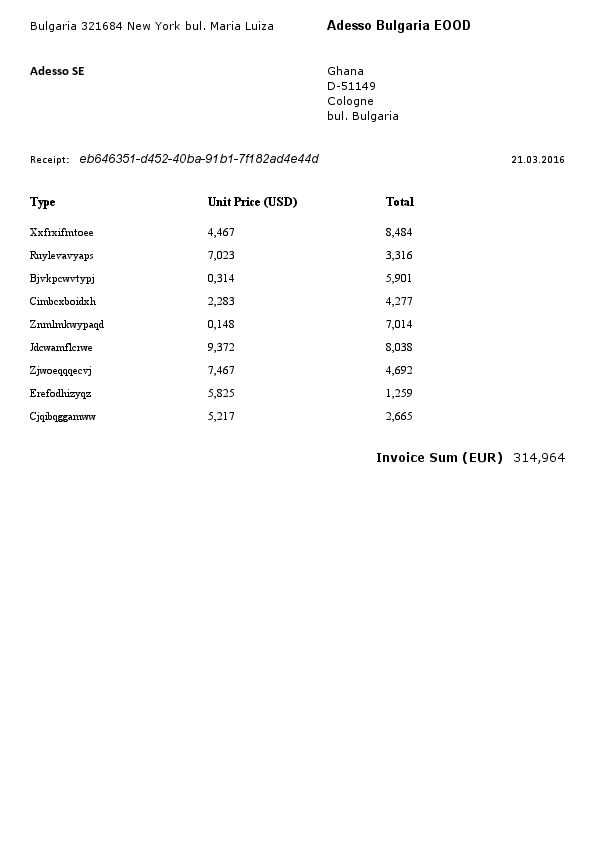 Bulgaria 321684 New York bul. Maria Luiza
Adesso Bulgaria EOOD
Adesso SE
Ghana
D-51149
Cologne
bul. Bulgaria
Receipt: eb646351-d452-40ba-91b1-7f182ad4e44d 21.03.2016
Type Unit Price (USD) Total
Xxfrxifmtoee 4,467 8,484
Ruylevavyaps 7,023 3,316
Bjvkpcwvtypj 0,314 5,901
Cimbcxboidxh 2,283 4,277
Znmlmkwypaqd 0,148 7,014
Jdcwamflcrwe 9,372 8,038
Zjwoeqqqecvj 7,467 4,692
Erefodhizyqz 5,825 1,259
Cjqibqggamww 5,217 2,665
Invoice Sum (EUR) 314,964